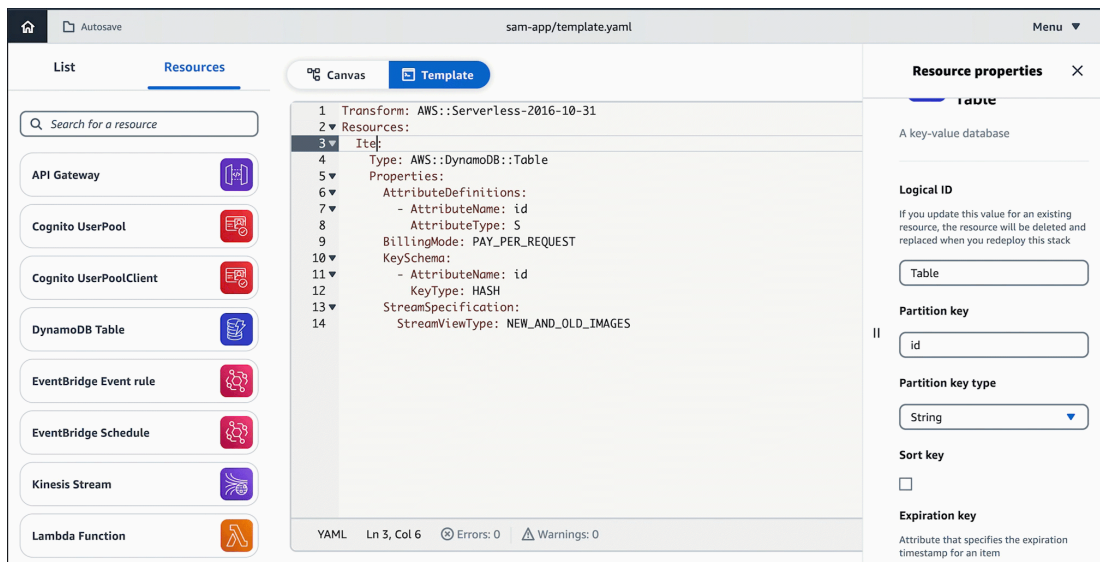 Autosave
sam-app/template.yaml
Menu
List
Resources
Search for a resource
API Gateway
Cognito UserPool
Cognito UserPoolClient
DynamoDB Table
EventBridge Event rule
EventBridge Schedule
Kinesis Stream
Lambda Function
Canvas
Template
1 Transform: AWS::Serverless-2016-10-31
2 Resources:
3 Ite:
4 Type: AWS::DynamoDB::Table
5 Properties:
6 AttributeDefinitions:
7 - AttributeName: id
8 AttributeType: S
9 BillingMode: PAY_PER_REQUEST
10 KeySchema:
11 - AttributeName: id
12 KeyType: HASH
13 StreamSpecification:
14 StreamViewType: NEW_AND_OLD_IMAGES
YAML Ln 3, Col 6 Errors: 0 Warnings: 0
Resource properties
Table
A key-value database
Logical ID
If you update this value for an existing
resource, the resource will be deleted and
replaced when you redeploy this stack
Table
Partition key
id
Partition key type
String
Sort key
Expiration key
Attribute that specifies the expiration
timestamp for an item